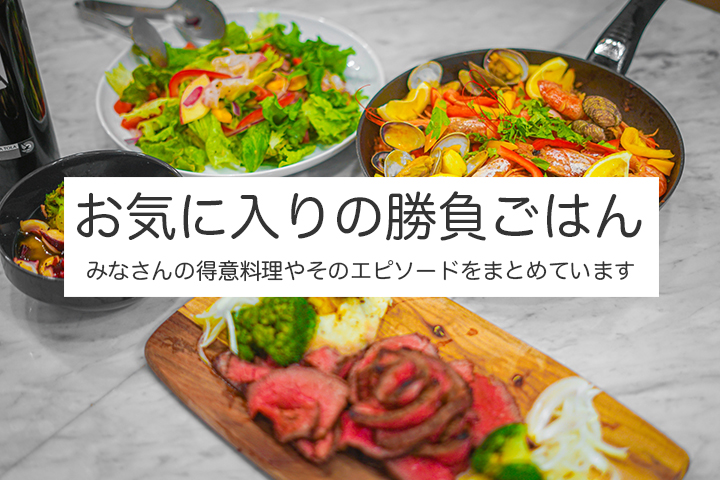 お気に入りの勝負ごはん
みなさんの得意料理やそのエピソードをまとめています